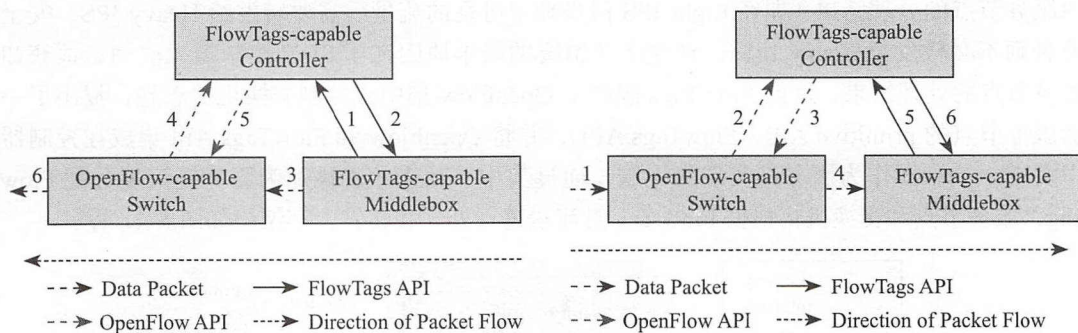 FlowTags-capable
Controller
4
5
1
2
6
OpenFlow-capable
Switch
3
FlowTags-capable
Middlebox
Data Packet
FlowTags API
OpenFlow API
Direction of Packet Flow
FlowTags-capable
Controller
2
3
5
6
1
OpenFlow-capable
Switch
4
FlowTags-capable
Middlebox
Data Packet
FlowTags API
OpenFlow API
Direction of Packet Flow